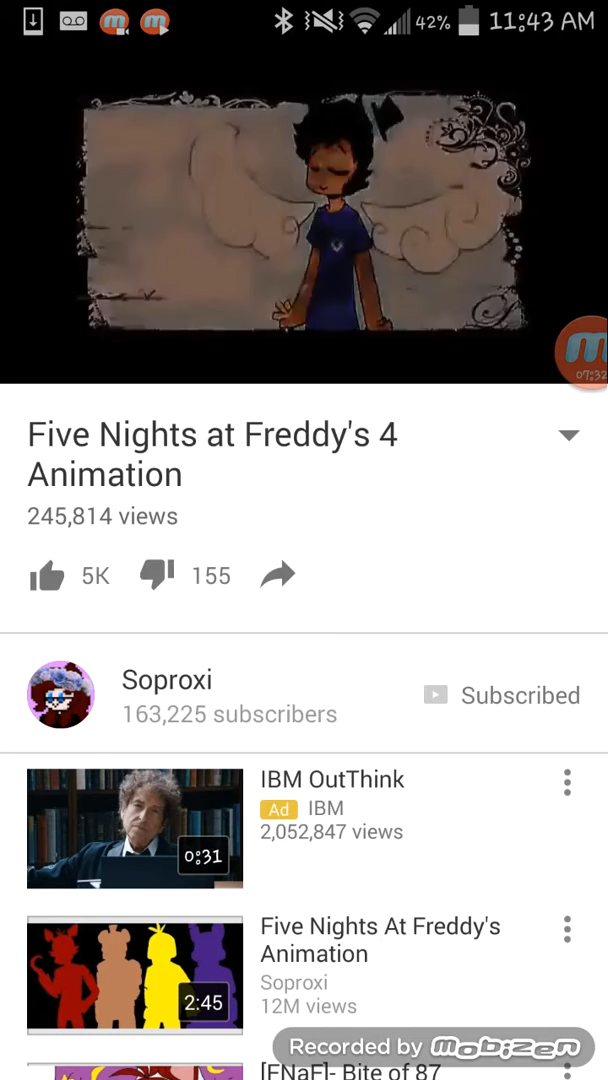 42% 11:43 AM
07:32
Five Nights at Freddy's 4
Animation
245,814 views
5K 155
Soproxi
163,225 subscribers
Subscribed
IBM OutThink
Ad IBM
2,052,847 views
0:31
Five Nights At Freddy's
Animation
Soproxi
12M views
2:45
Recorded by Mobizen
[FNaF]- Bite of 87